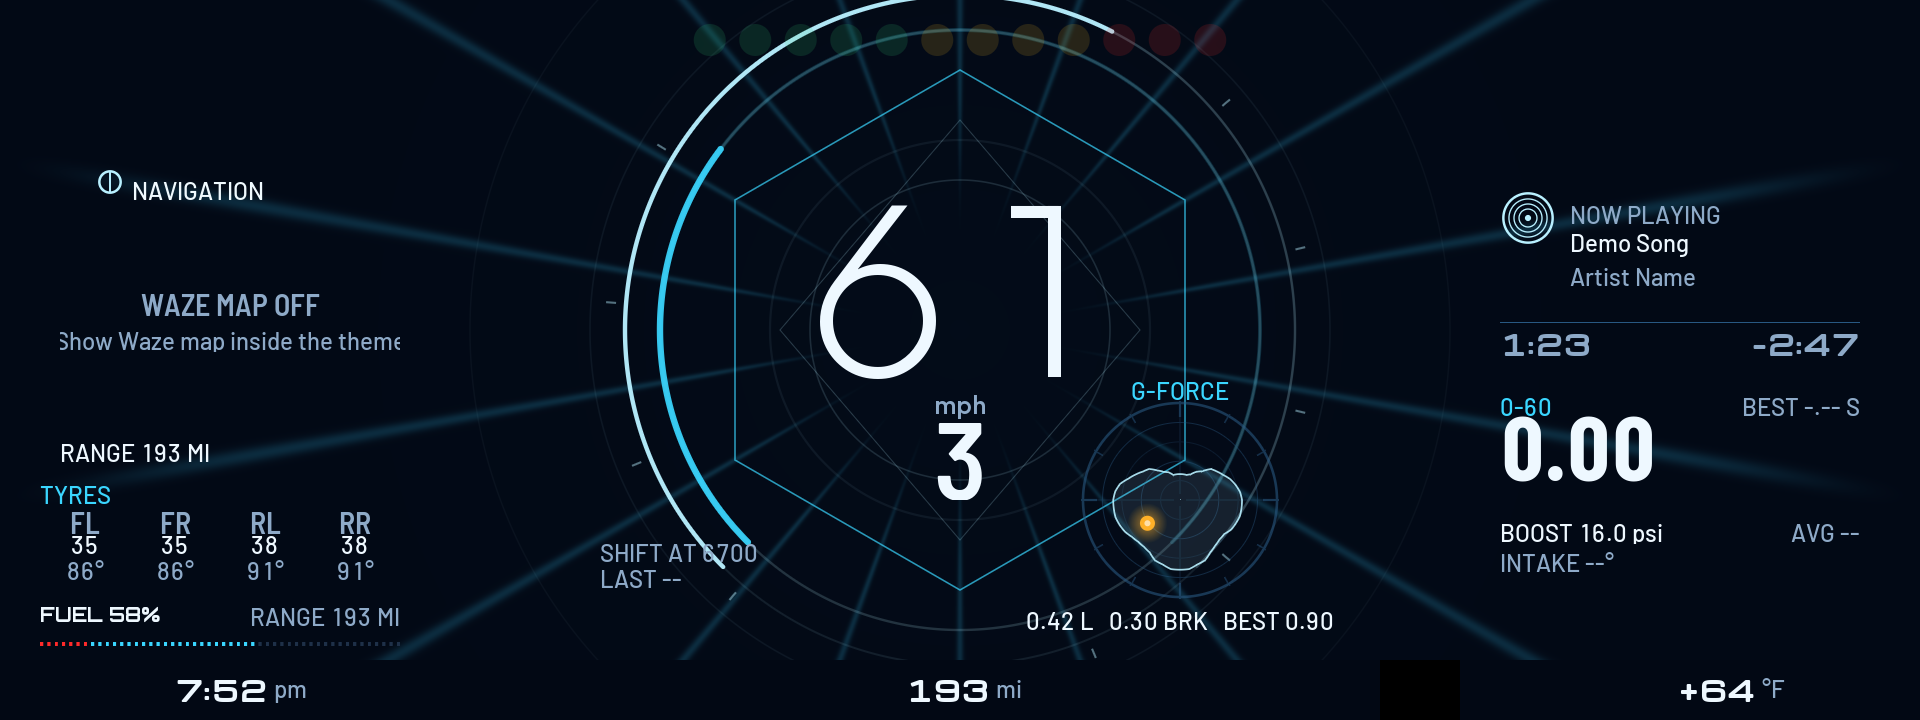 NAVIGATION
WAZE MAP OFF
Show Waze map inside the theme
RANGE 193 MI
TYRES
FL FR RL RR
35 35 38 38
86° 86° 91° 91°
FUEL 58% RANGE 193 MI
61
mph
3
SHIFT AT 6700
LAST --
G-FORCE
0.42 L 0.30 BRK BEST 0.90
NOW PLAYING
Demo Song
Artist Name
1:23 -2:47
0-60 BEST -.-- S
0.00
BOOST 16.0 psi AVG --
INTAKE --°
7:52 pm 193 mi +64 °F